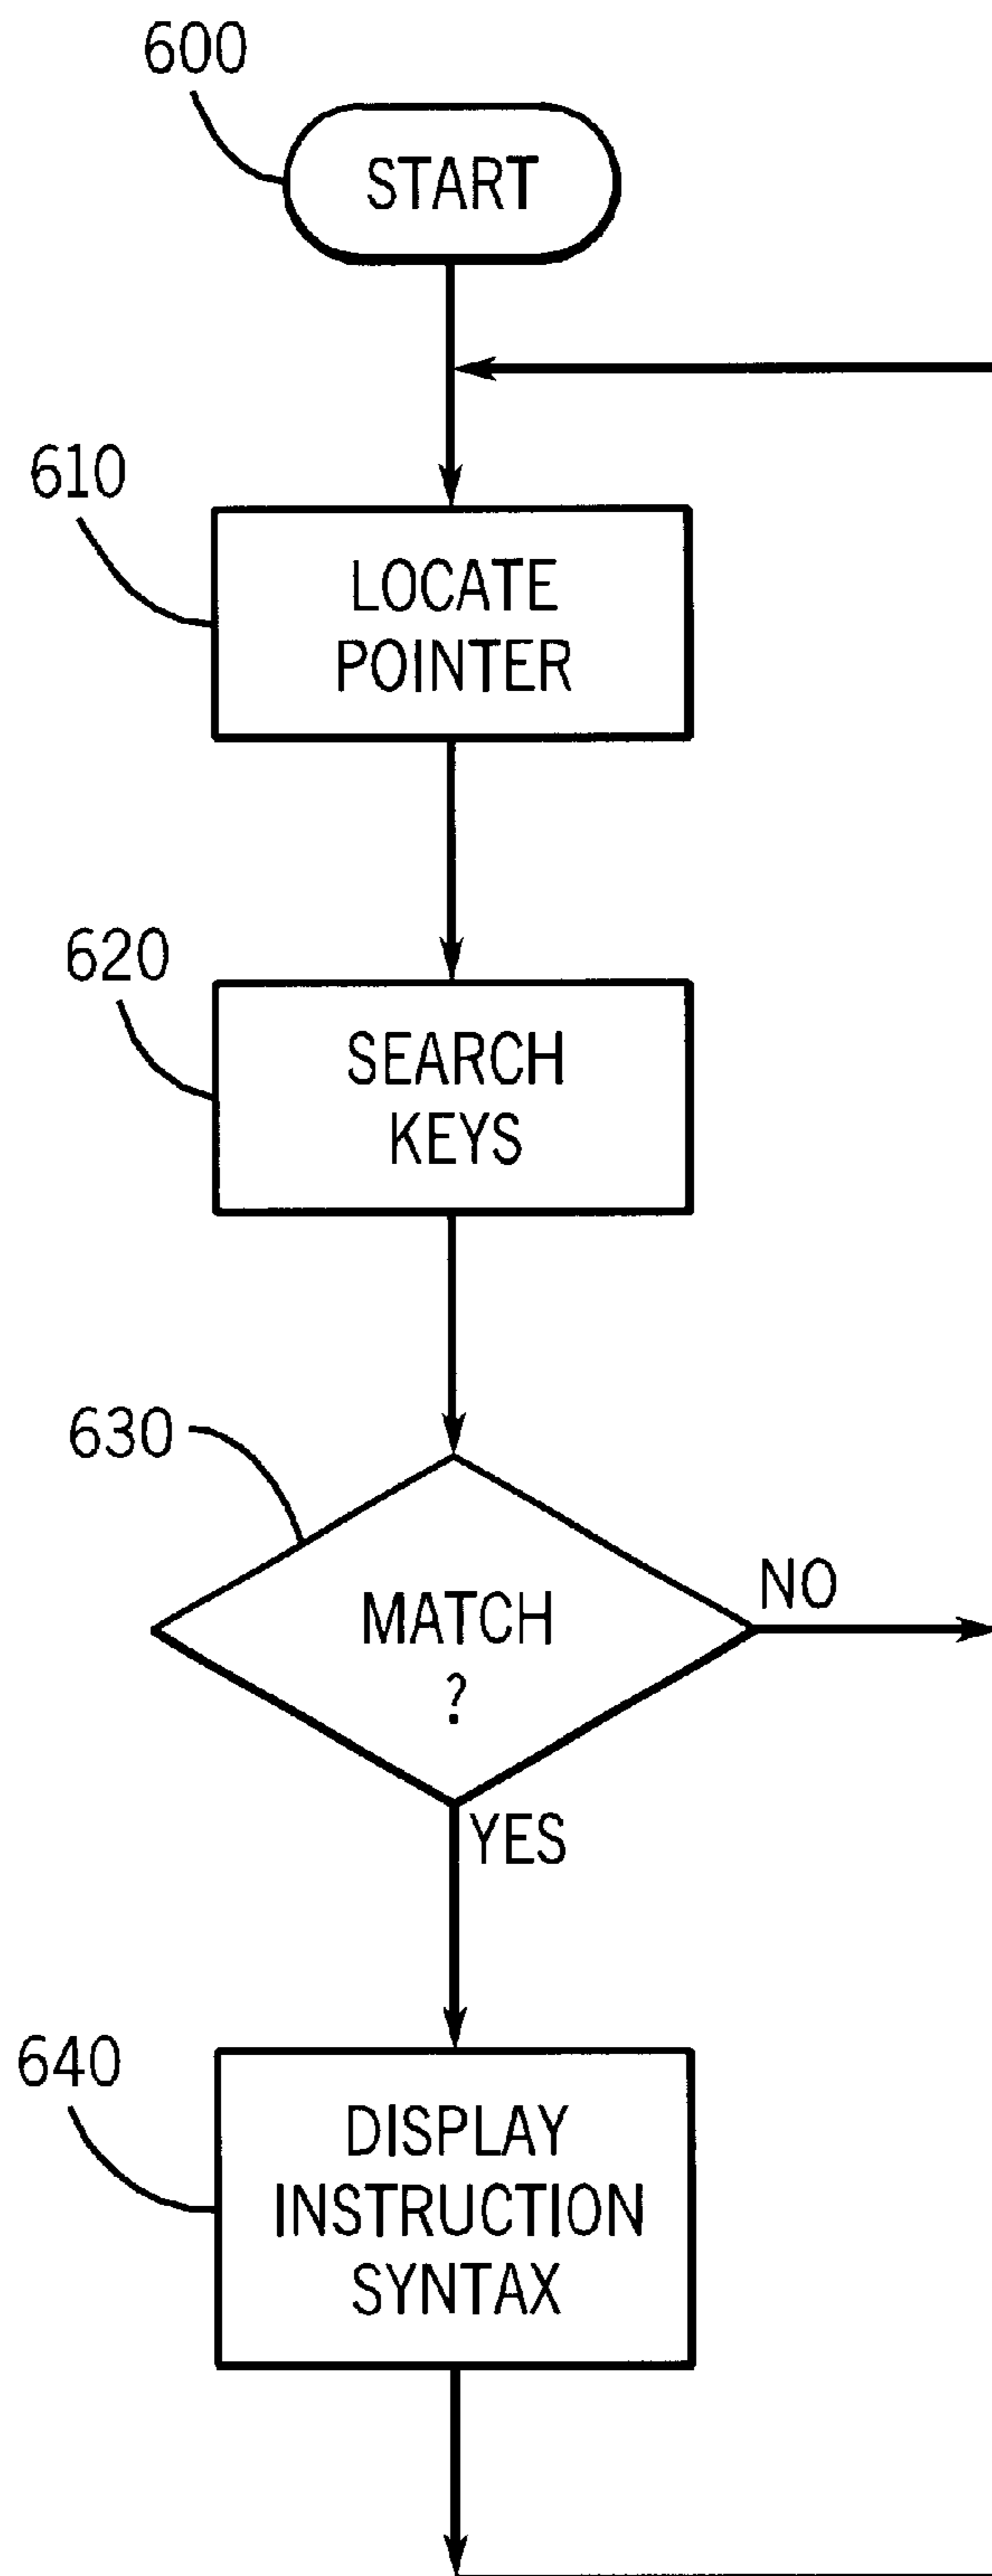 600
START
610
LOCATE
POINTER
620
SEARCH
KEYS
630
MATCH
?
NO
YES
640
DISPLAY
INSTRUCTION
SYNTAX